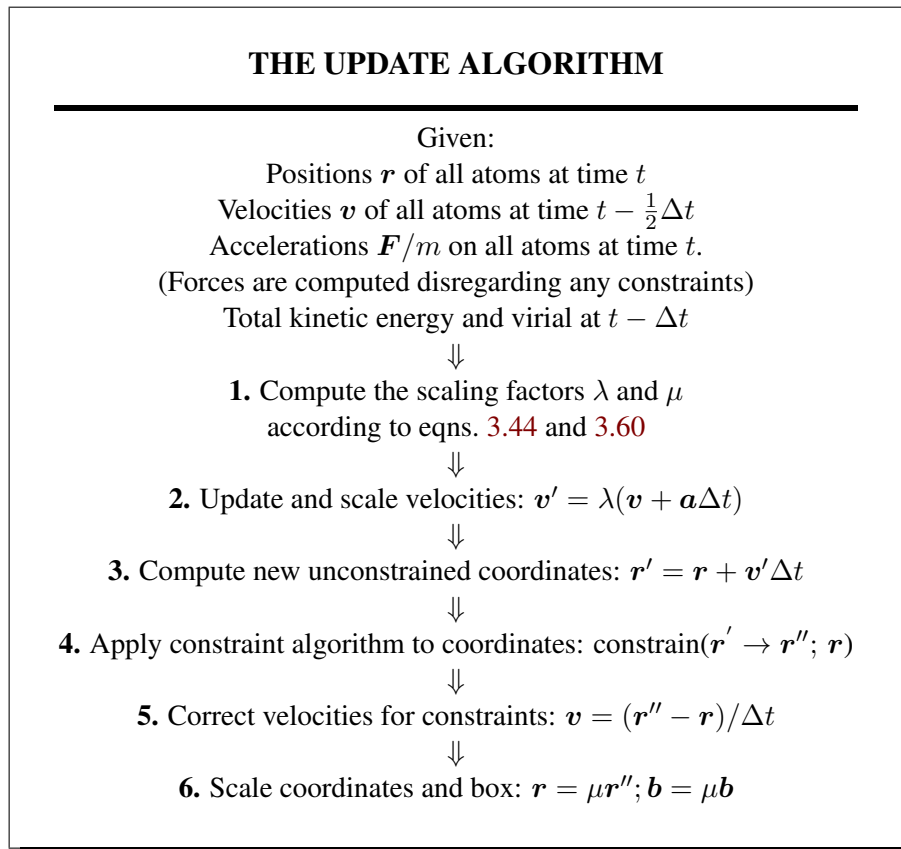 THE UPDATE ALGORITHM
Given:
Positions r of all atoms at time t
Velocities v of all atoms at time t − ½Δt
Accelerations F/m on all atoms at time t.
(Forces are computed disregarding any constraints)
Total kinetic energy and virial at t − Δt
⇓
1. Compute the scaling factors λ and μ
according to eqns. 3.44 and 3.60
⇓
2. Update and scale velocities: v′ = λ(v + aΔt)
⇓
3. Compute new unconstrained coordinates: r′ = r + v′Δt
⇓
4. Apply constraint algorithm to coordinates: constrain(r′ → r″; r)
⇓
5. Correct velocities for constraints: v = (r″ − r)/Δt
⇓
6. Scale coordinates and box: r = μr″; b = μb